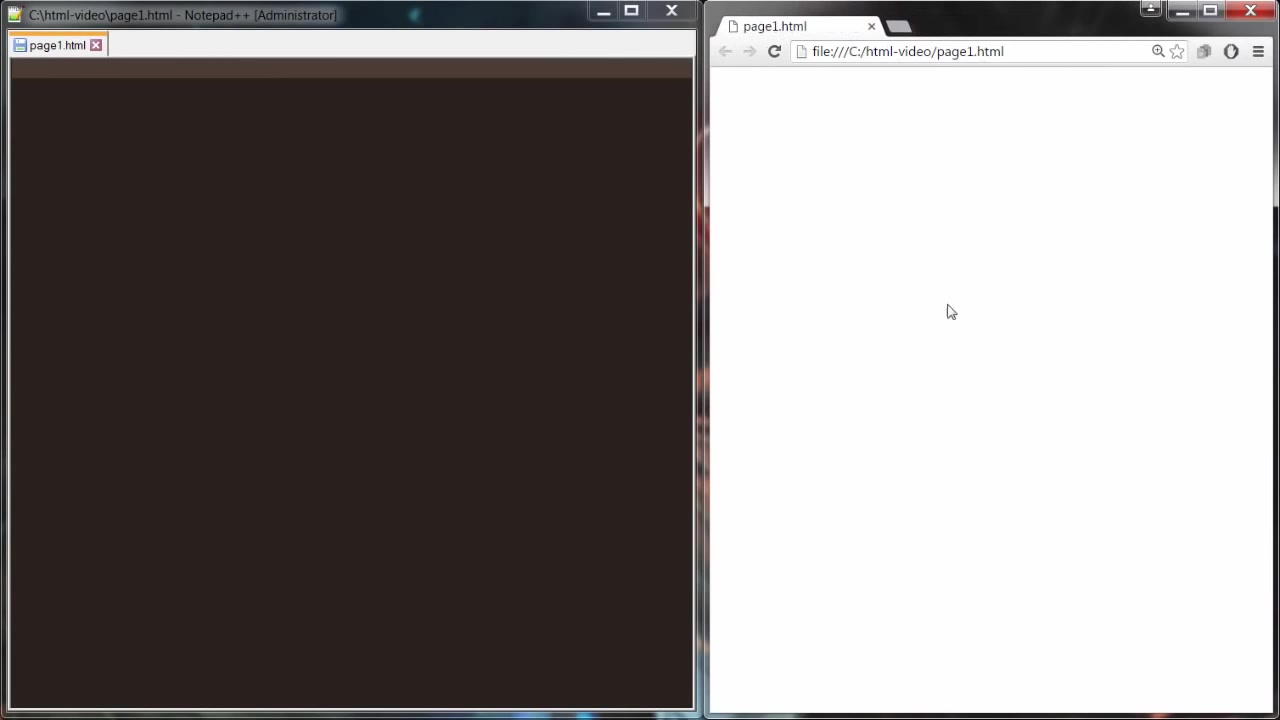 C:\html-video\page1.html - Notepad++ [Administrator]
page1.html
page1.html
file:///C:/html-video/page1.html